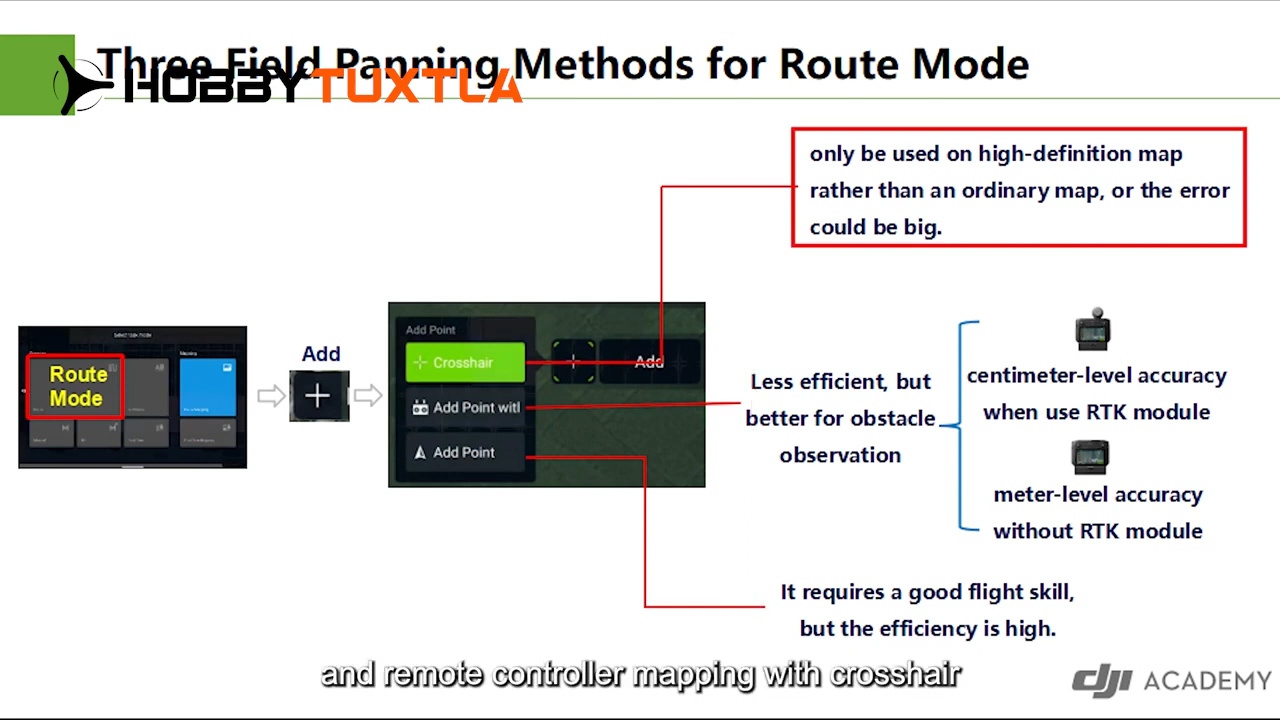 Three Field Panning Methods for Route Mode
HOBBYTUXTLA
only be used on high-definition map
rather than an ordinary map, or the error
could be big.
Route
Mode
Add
Add Point
Crosshair
Add
Add Point witl
Add Point
Less efficient, but
better for obstacle
observation
centimeter-level accuracy
when use RTK module
meter-level accuracy
without RTK module
It requires a good flight skill,
but the efficiency is high.
and remote controller mapping with crosshair
dji ACADEMY